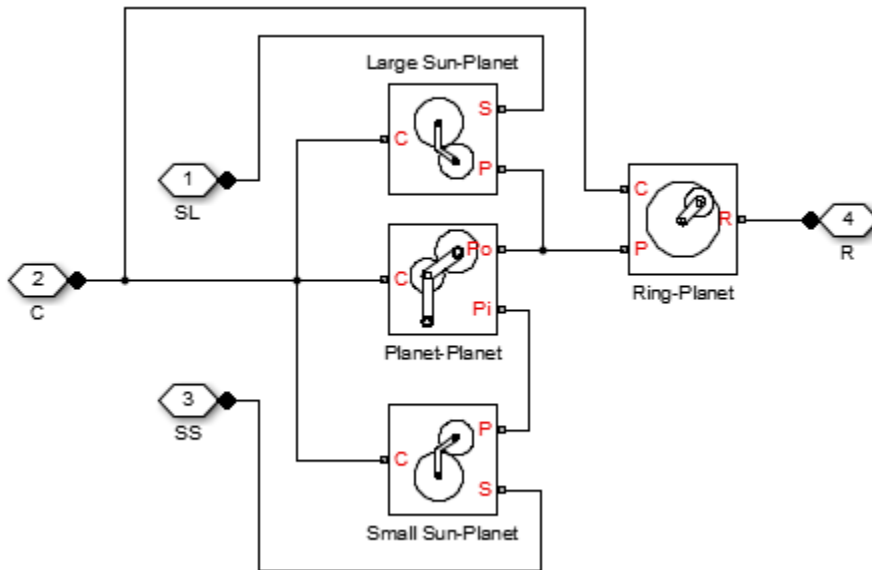 Large Sun-Planet
S
C
P
1
SL
C
R
P
4
R
Ring-Planet
2
C
Po
C
Pi
Planet-Planet
3
SS
P
C
S
Small Sun-Planet